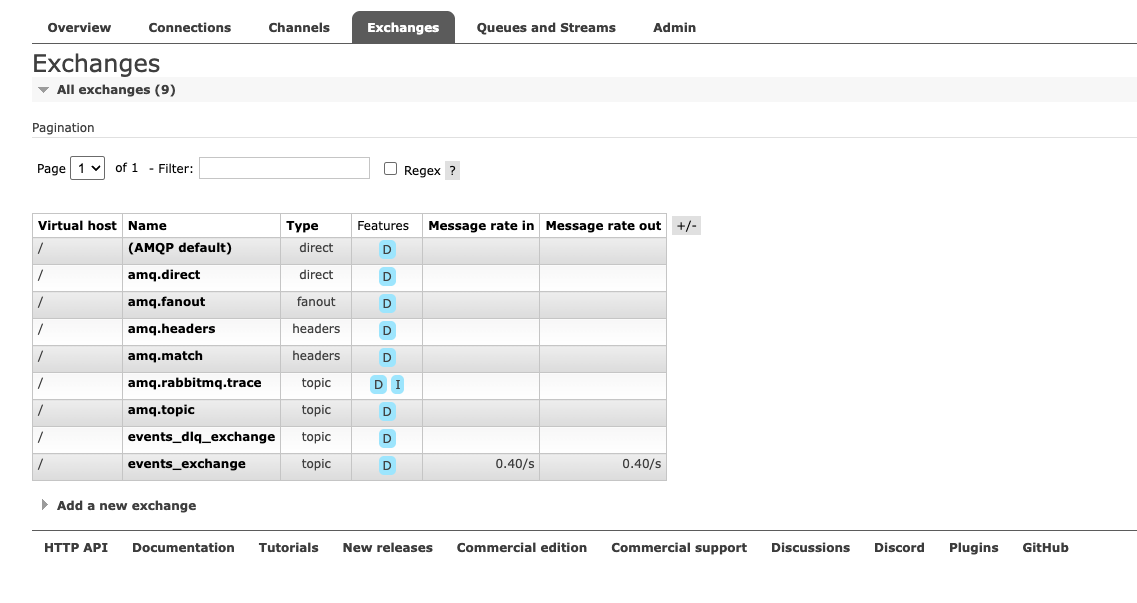 Overview Connections Channels Exchanges Queues and Streams Admin
Exchanges
All exchanges (9)
Pagination
Page 1 of 1 - Filter: Regex ?
Virtual host Name Type Features Message rate in Message rate out +/-
/ (AMQP default) direct D
/ amq.direct direct D
/ amq.fanout fanout D
/ amq.headers headers D
/ amq.match headers D
/ amq.rabbitmq.trace topic D I
/ amq.topic topic D
/ events_dlq_exchange topic D
/ events_exchange topic D 0.40/s 0.40/s
Add a new exchange
HTTP API Documentation Tutorials New releases Commercial edition Commercial support Discussions Discord Plugins GitHub